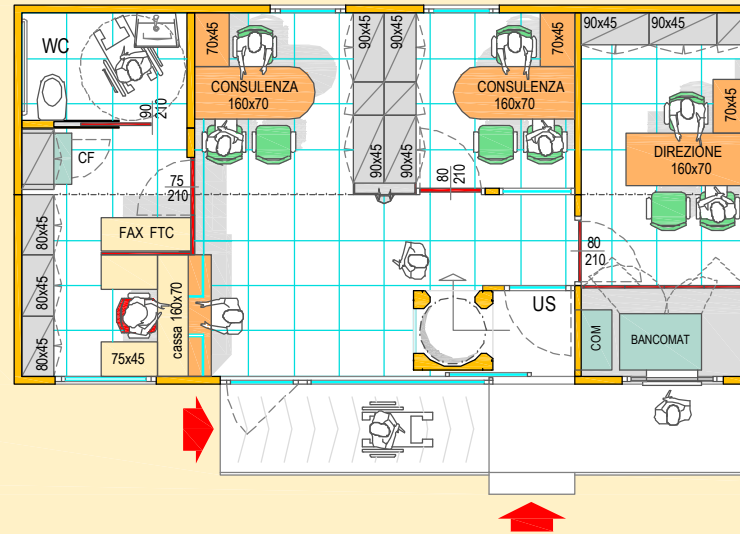 WC
70x45
90x45
90x45
70x45
90x45
90x45
CONSULENZA
160x70
CONSULENZA
160x70
70x45
90
210
CF
90x45
90x45
DIREZIONE
160x70
75
210
80
210
80x45
FAX FTC
80
210
80x45
cassa 160x70
US
COM
BANCOMAT
80x45
75x45